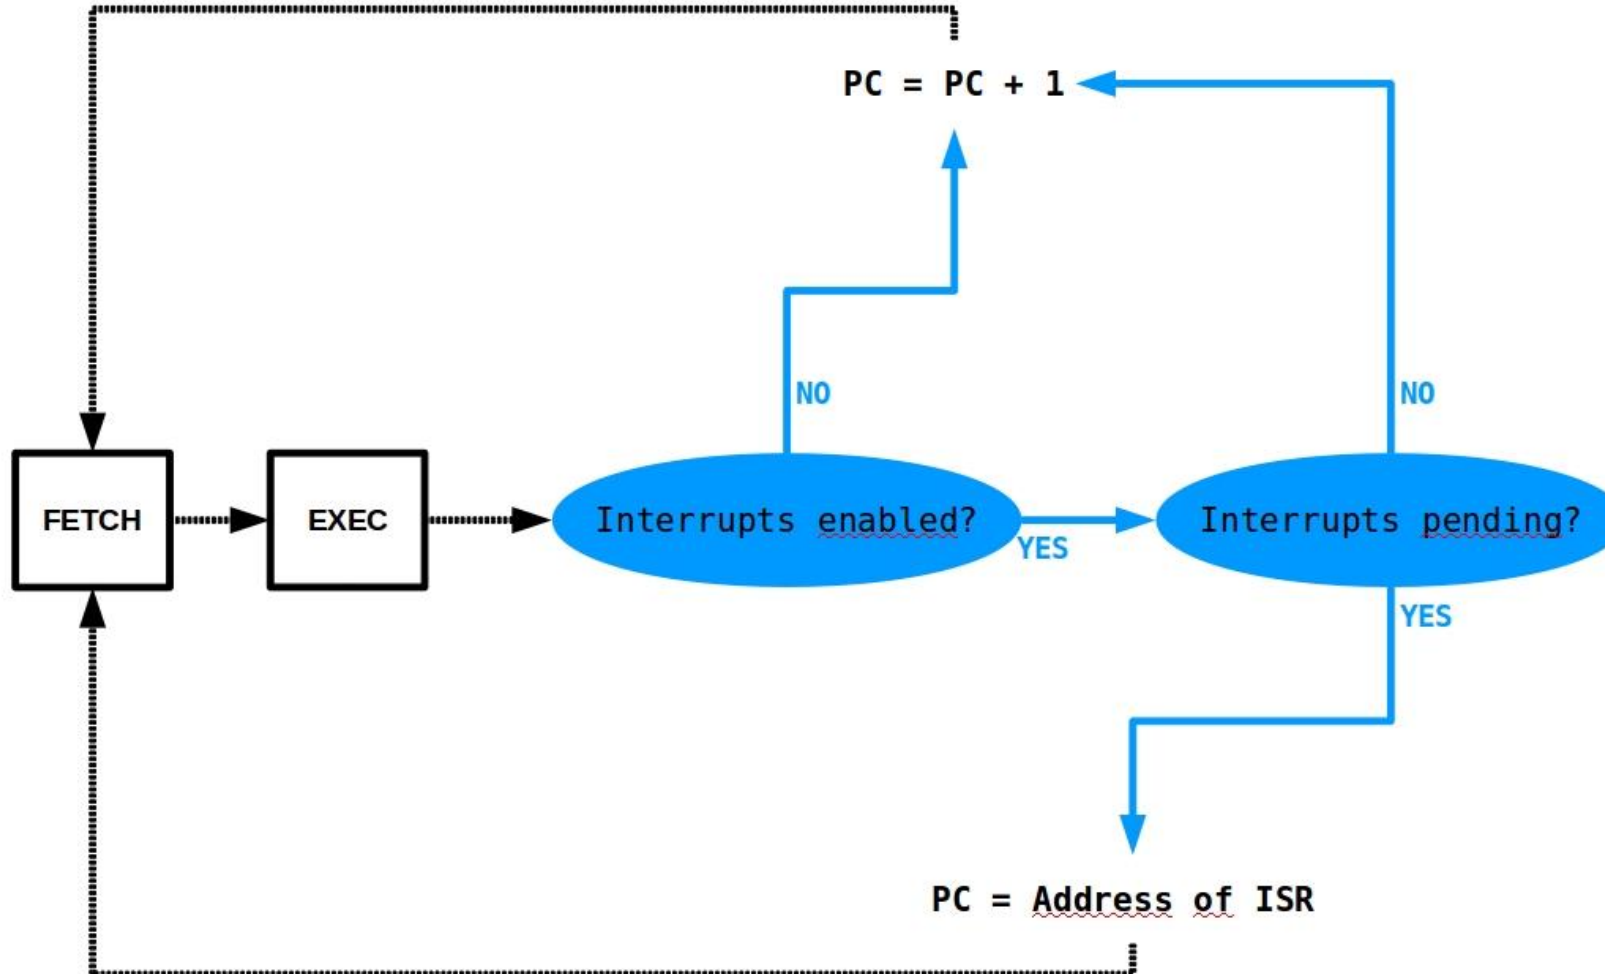 PC = PC + 1
NO
NO
FETCH
EXEC
Interrupts enabled?
YES
Interrupts pending?
YES
PC = Address of ISR